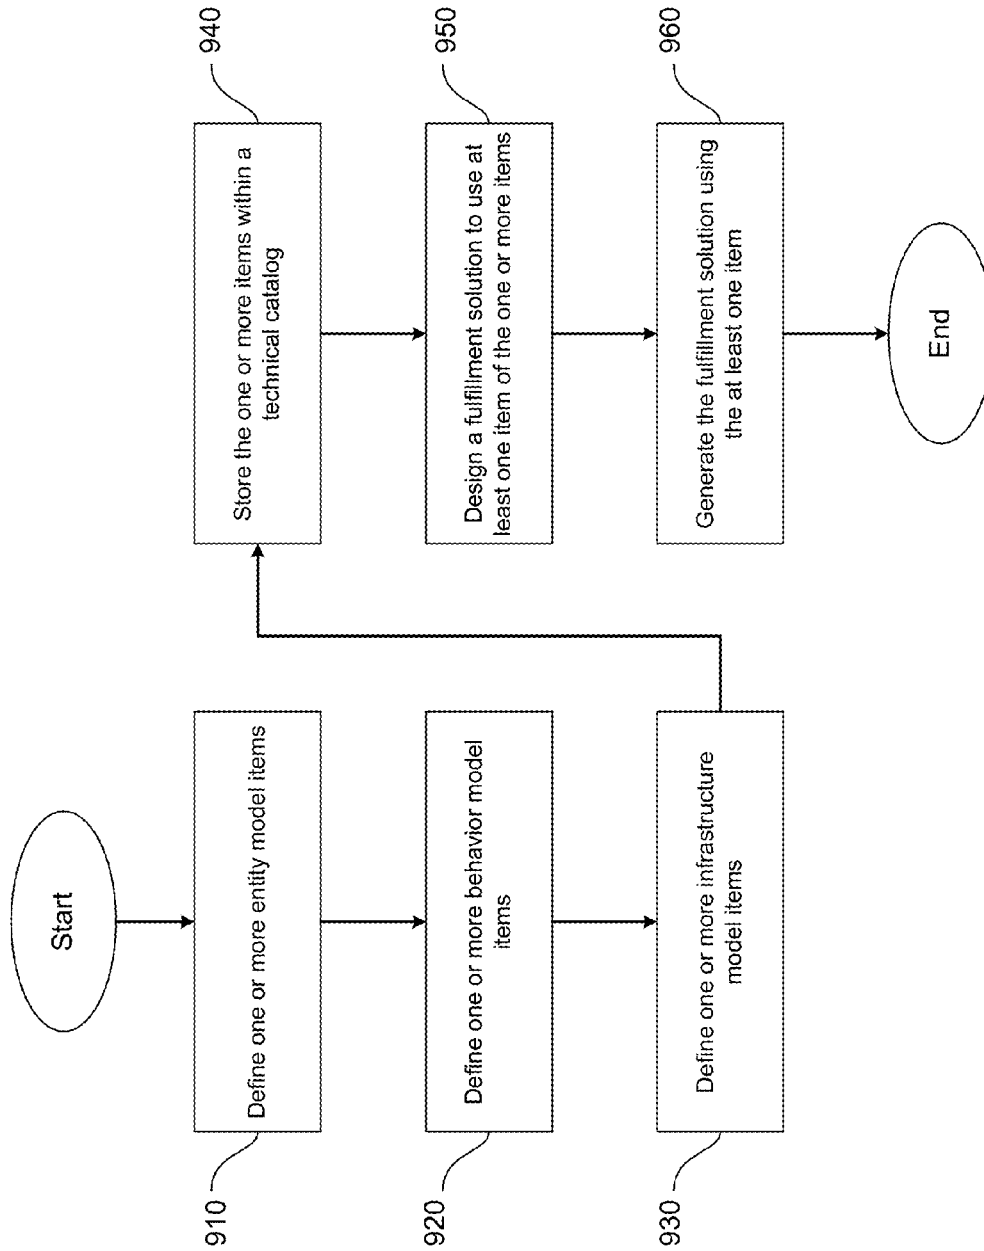 Start
910
Define one or more entity model items
920
Define one or more behavior model
items
930
Define one or more infrastructure
model items
940
Store the one or more items within a
technical catalog
950
Design a fulfillment solution to use at
least one item of the one or more items
960
Generate the fulfillment solution using
the at least one item
End